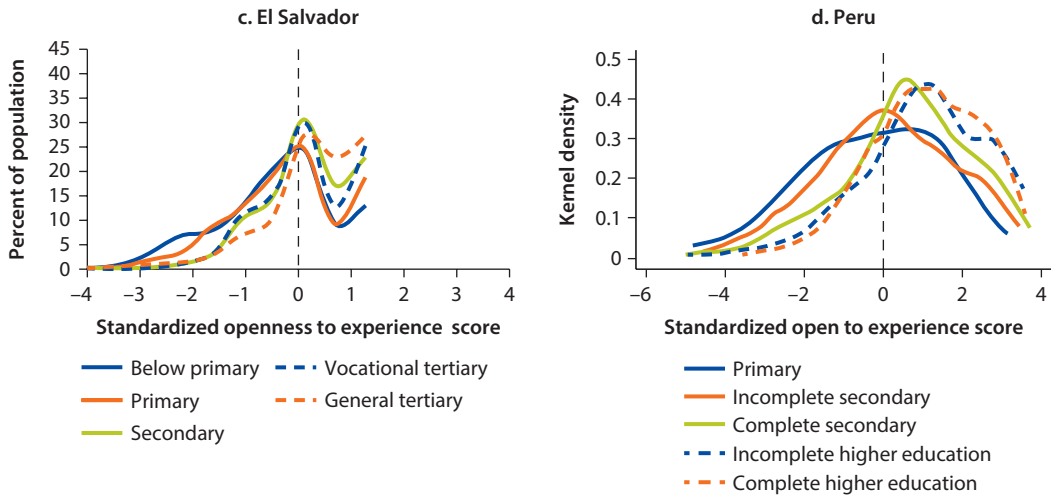 c. El Salvador
Percent of population
45
40
35
30
25
20
15
10
5
0
−4 −3 −2 −1 0 1 2 3 4
Standardized openness to experience score
Below primary
Primary
Secondary
Vocational tertiary
General tertiary
d. Peru
Kernel density
0.5
0.4
0.3
0.2
0.1
0
−6 −4 −2 0 2 4
Standardized open to experience score
Primary
Incomplete secondary
Complete secondary
Incomplete higher education
Complete higher education